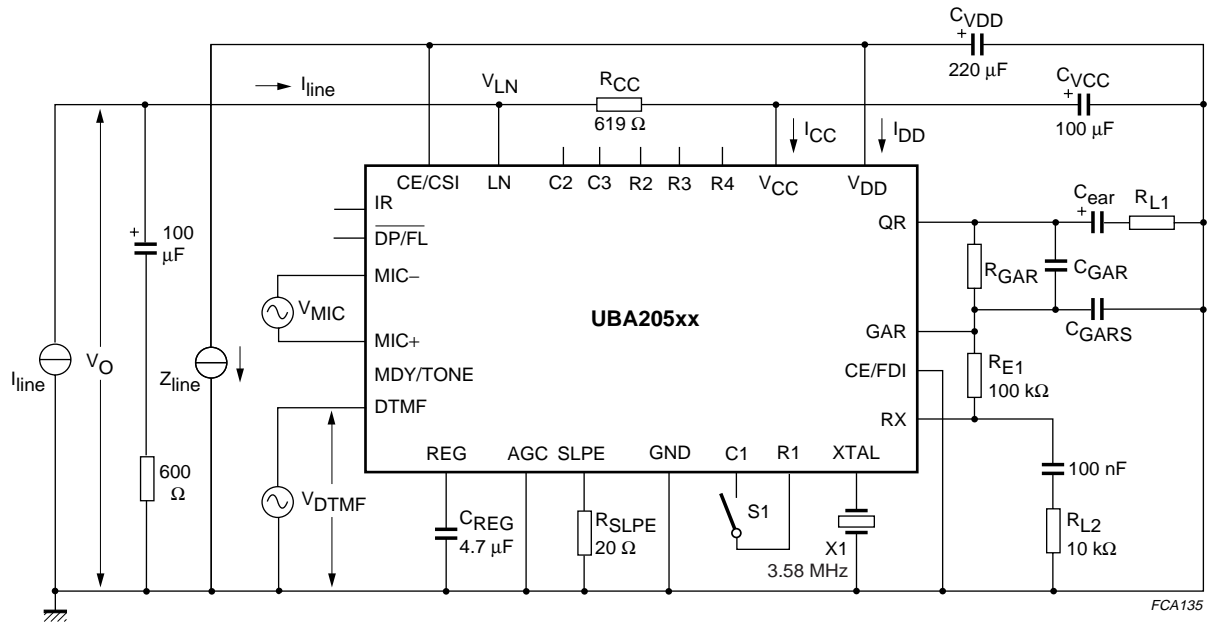 C_VDD
+
220 µF
I_line
V_LN
R_CC
619 Ω
C_VCC
+
100 µF
I_CC
I_DD
CE/CSI
LN
C2
C3
R2
R3
R4
V_CC
V_DD
IR
DP/FL
MIC−
MIC+
MDY/TONE
DTMF
V_MIC
UBA205xx
QR
GAR
CE/FDI
RX
C_ear
+
R_L1
R_GAR
C_GAR
C_GARS
R_E1
100 kΩ
+
100
µF
I_line
V_O
Z_line
600
Ω
V_DTMF
REG
AGC
SLPE
GND
C1
R1
XTAL
C_REG
4.7 µF
R_SLPE
20 Ω
S1
X1
3.58 MHz
100 nF
R_L2
10 kΩ
FCA135